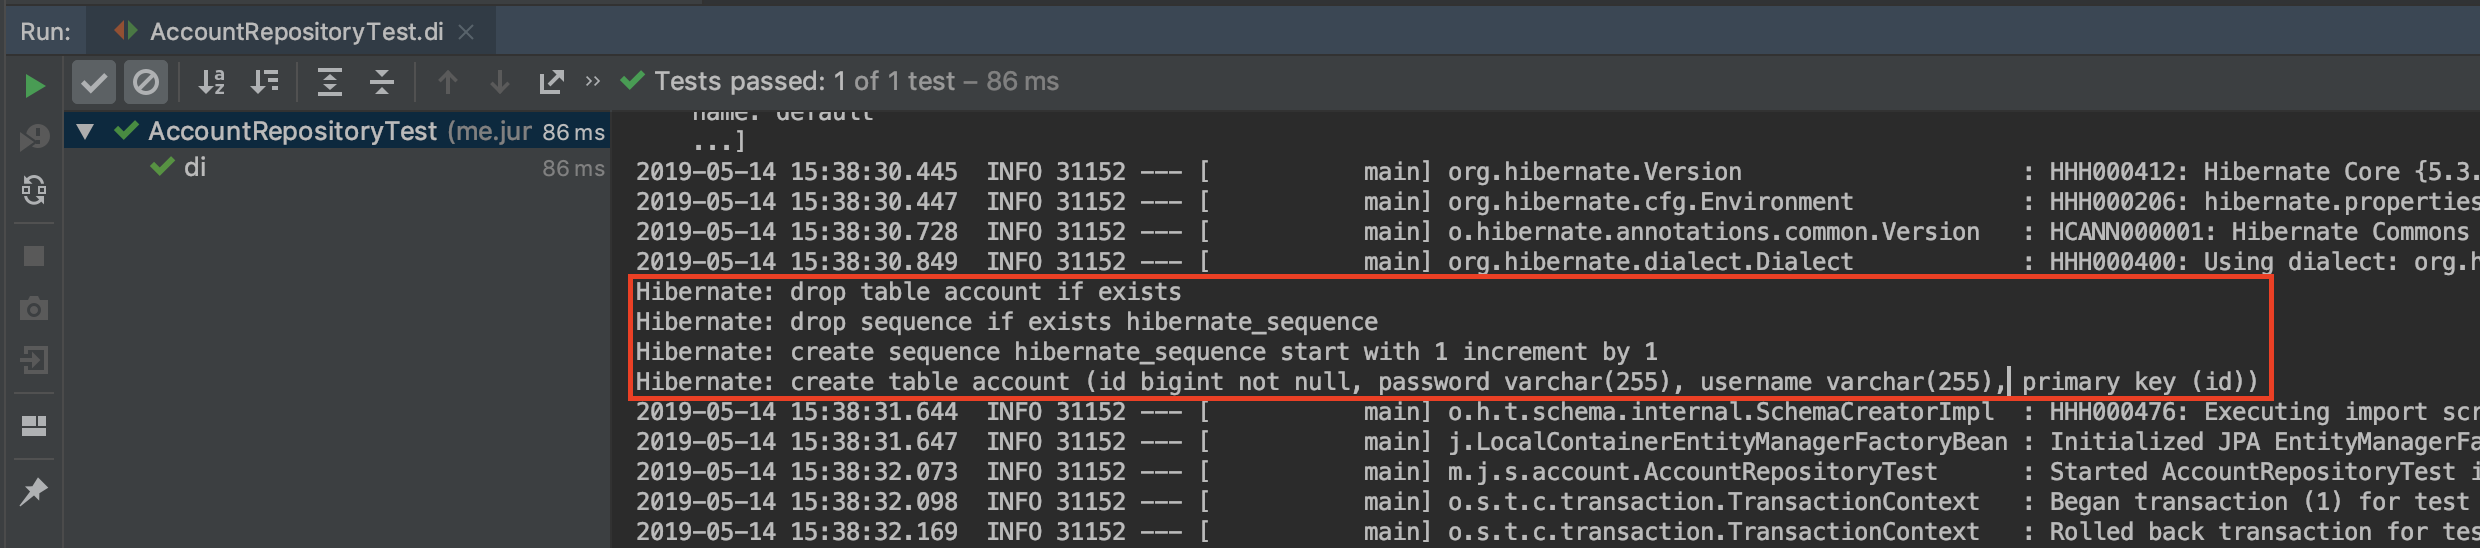 Run: AccountRepositoryTest.di
Tests passed: 1 of 1 test – 86 ms
AccountRepositoryTest (me.jur 86 ms
di 86 ms
name: default
...]
2019-05-14 15:38:30.445  INFO 31152 --- [           main] org.hibernate.Version                    : HHH000412: Hibernate Core {5.3.
2019-05-14 15:38:30.447  INFO 31152 --- [           main] org.hibernate.cfg.Environment            : HHH000206: hibernate.properties
2019-05-14 15:38:30.728  INFO 31152 --- [           main] o.hibernate.annotations.common.Version   : HCANN000001: Hibernate Commons
2019-05-14 15:38:30.849  INFO 31152 --- [           main] org.hibernate.dialect.Dialect            : HHH000400: Using dialect: org.h
Hibernate: drop table account if exists
Hibernate: drop sequence if exists hibernate_sequence
Hibernate: create sequence hibernate_sequence start with 1 increment by 1
Hibernate: create table account (id bigint not null, password varchar(255), username varchar(255), primary key (id))
2019-05-14 15:38:31.644  INFO 31152 --- [           main] o.h.t.schema.internal.SchemaCreatorImpl  : HHH000476: Executing import scr
2019-05-14 15:38:31.647  INFO 31152 --- [           main] j.LocalContainerEntityManagerFactoryBean : Initialized JPA EntityManagerFa
2019-05-14 15:38:32.073  INFO 31152 --- [           main] m.j.s.account.AccountRepositoryTest      : Started AccountRepositoryTest i
2019-05-14 15:38:32.098  INFO 31152 --- [           main] o.s.t.c.transaction.TransactionContext   : Began transaction (1) for test
2019-05-14 15:38:32.169  INFO 31152 --- [           main] o.s.t.c.transaction.TransactionContext   : Rolled back transaction for tes